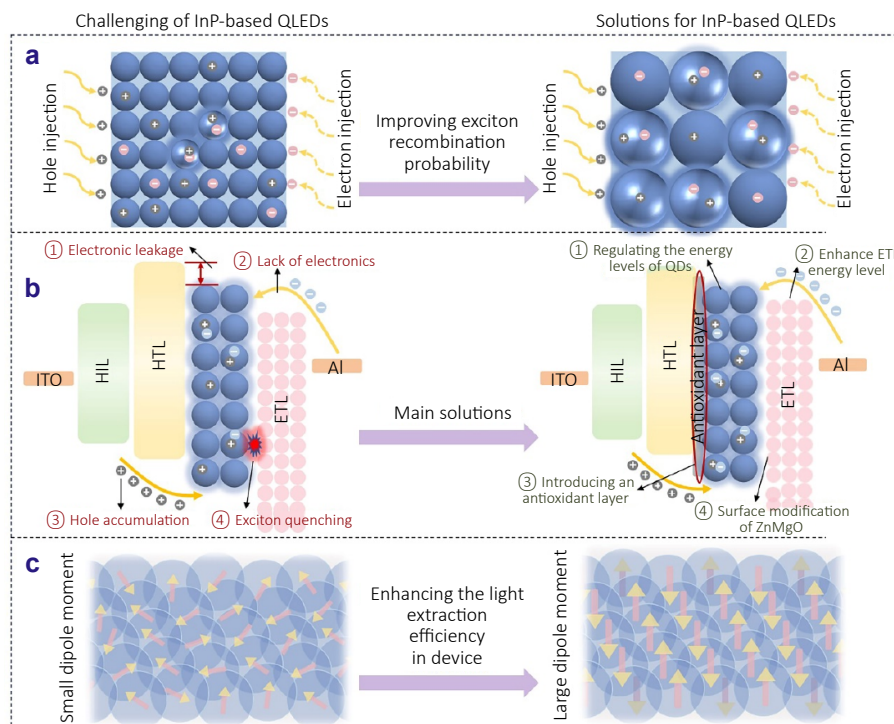 Challenging of InP-based QLEDs
Solutions for InP-based QLEDs
a
Hole injection
Electron injection
Improving exciton
recombination
probability
Hole injection
Electron injection
b
① Electronic leakage
② Lack of electronics
ITO
HIL
HTL
ETL
Al
③ Hole accumulation
④ Exciton quenching
Main solutions
① Regulating the energy
levels of QDs
② Enhance ETL
energy level
ITO
HIL
HTL
Antioxidant layer
ETL
Al
③ Introducing an
antioxidant layer
④ Surface modification
of ZnMgO
c
Small dipole moment
Enhancing the light
extraction
efficiency
in device
Large dipole moment